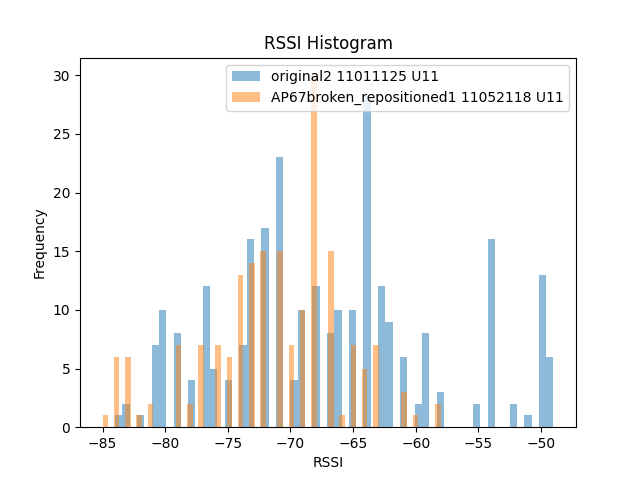 RSSI Histogram
original2 11011125 U11
AP67broken_repositioned1 11052118 U11
30
25
20
15
10
5
0
Frequency
−85 −80 −75 −70 −65 −60 −55 −50
RSSI